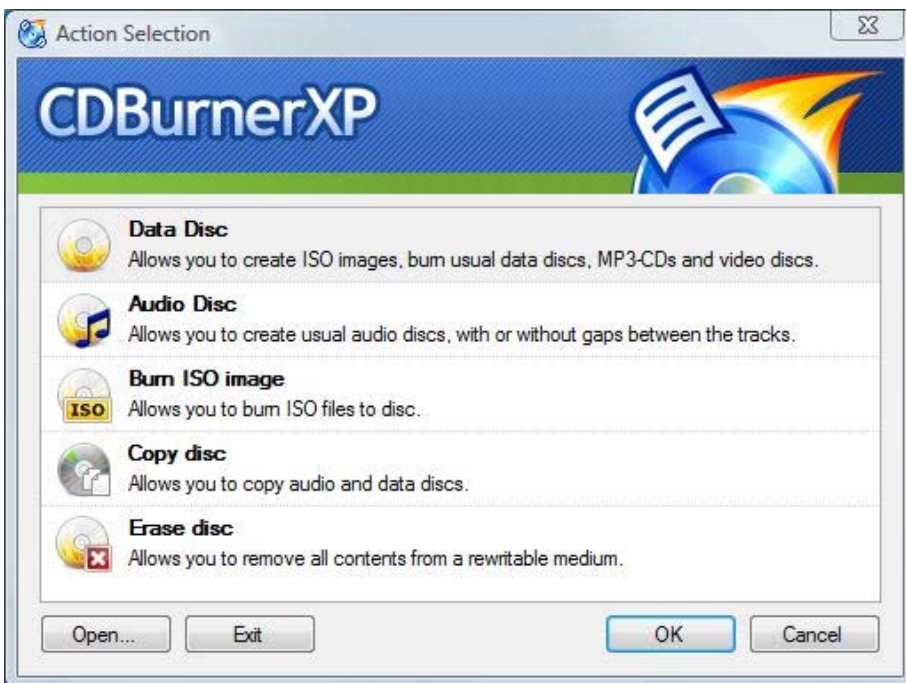 Action Selection
CDBurnerXP
Data Disc
Allows you to create ISO images, burn usual data discs, MP3-CDs and video discs.
Audio Disc
Allows you to create usual audio discs, with or without gaps between the tracks.
Burn ISO image
ISO
Allows you to burn ISO files to disc.
Copy disc
Allows you to copy audio and data discs.
Erase disc
Allows you to remove all contents from a rewritable medium.
Open... Exit OK Cancel